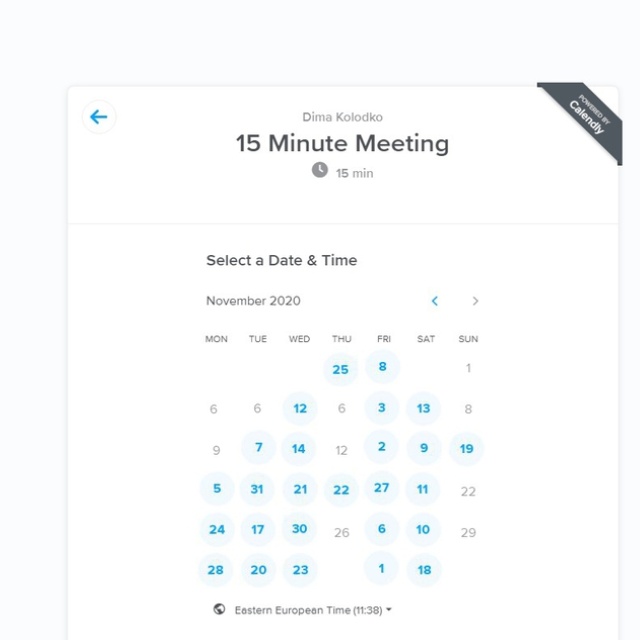 POWERED BY
Calendly
Dima Kolodko
15 Minute Meeting
15 min
Select a Date & Time
November 2020
MON TUE WED THU FRI SAT SUN
25 8 1
6 6 12 6 3 13 8
9 7 14 12 2 9 19
5 31 21 22 27 11 22
24 17 30 26 6 10 29
28 20 23 1 18
Eastern European Time (11:38)